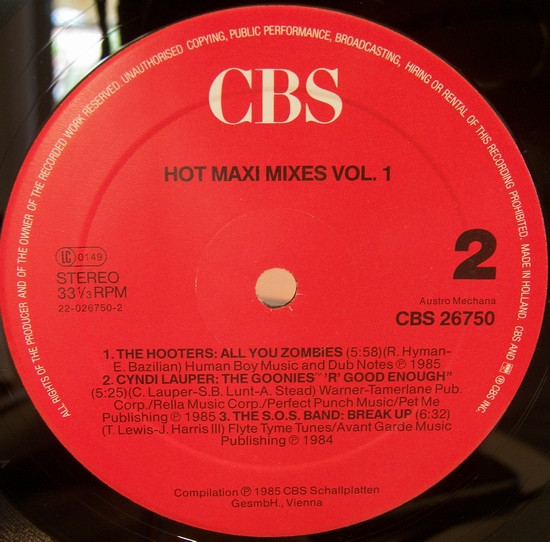 ALL RIGHTS OF THE PRODUCER AND OF THE OWNER OF THE RECORDED WORK RESERVED. UNAUTHORISED COPYING, PUBLIC PERFORMANCE, BROADCASTING, HIRING OR RENTAL OF THIS RECORDING PROHIBITED. MADE IN HOLLAND. CBS AND ® CBS INC.
CBS
HOT MAXI MIXES VOL. 1
2
LC 0149
STEREO
33⅓ RPM
22-026750-2
Austro Mechana
CBS 26750
1. THE HOOTERS: ALL YOU ZOMBiES (5:58)(R. Hyman-
E. Bazilian) Human Boy Music and Dub Notes ℗ 1985
2. CYNDI LAUPER: THE GOONIES" 'R' GOOD ENOUGH"
(5:25)(C. Lauper-S.B. Lunt-A. Stead) Warner-Tamerlane Pub.
Corp./Rella Music Corp./Perfect Punch Music/Pet Me
Publishing ℗ 1985 3. THE S.O.S. BAND: BREAK UP (6:32)
(T. Lewis-J. Harris III) Flyte Tyme Tunes/Avant Garde Music
Publishing ℗ 1984
Compilation ℗ 1985 CBS Schallplatten
GesmbH., Vienna